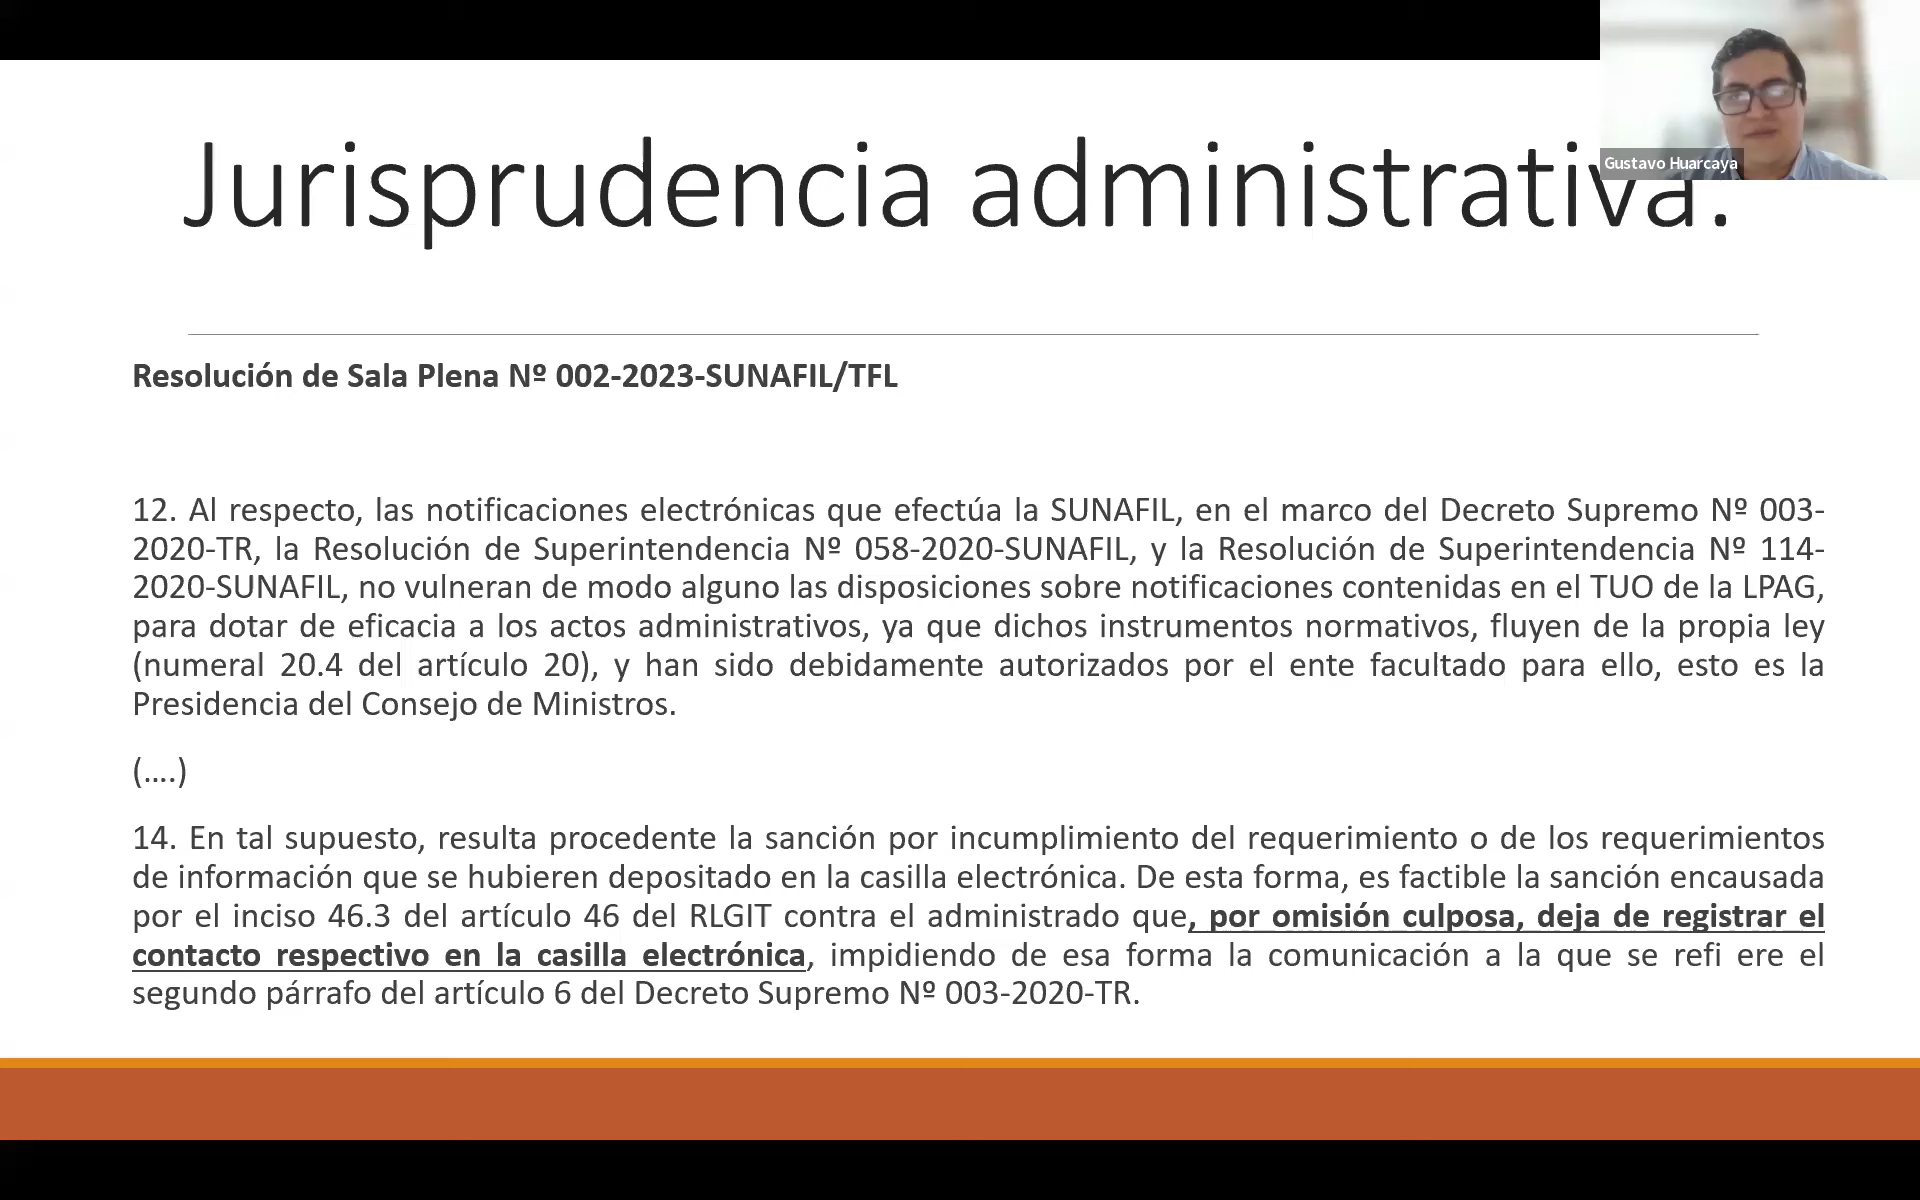 Jurisprudencia administrativa.
Gustavo Huarcaya
Resolución de Sala Plena Nº 002-2023-SUNAFIL/TFL
12. Al respecto, las notificaciones electrónicas que efectúa la SUNAFIL, en el marco del Decreto Supremo Nº 003-
2020-TR, la Resolución de Superintendencia Nº 058-2020-SUNAFIL, y la Resolución de Superintendencia Nº 114-
2020-SUNAFIL, no vulneran de modo alguno las disposiciones sobre notificaciones contenidas en el TUO de la LPAG,
para dotar de eficacia a los actos administrativos, ya que dichos instrumentos normativos, fluyen de la propia ley
(numeral 20.4 del artículo 20), y han sido debidamente autorizados por el ente facultado para ello, esto es la
Presidencia del Consejo de Ministros.
(....)
14. En tal supuesto, resulta procedente la sanción por incumplimiento del requerimiento o de los requerimientos
de información que se hubieren depositado en la casilla electrónica. De esta forma, es factible la sanción encausada
por el inciso 46.3 del artículo 46 del RLGIT contra el administrado que, por omisión culposa, deja de registrar el
contacto respectivo en la casilla electrónica, impidiendo de esa forma la comunicación a la que se refi ere el
segundo párrafo del artículo 6 del Decreto Supremo Nº 003-2020-TR.